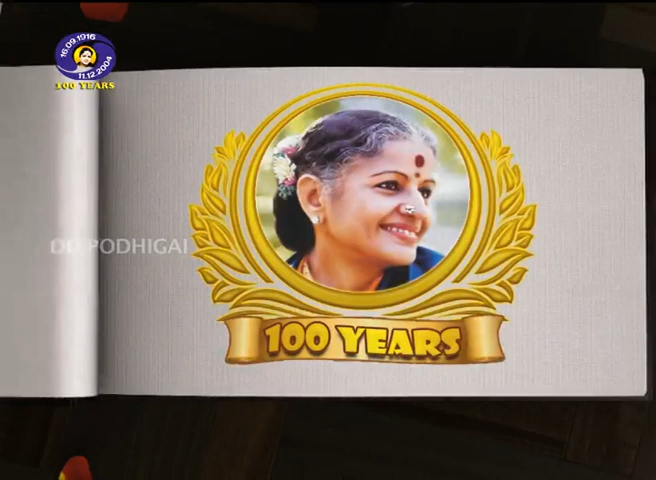 16.09.1916
11.12.2004
100 YEARS
DD PODHIGAI
100 YEARS